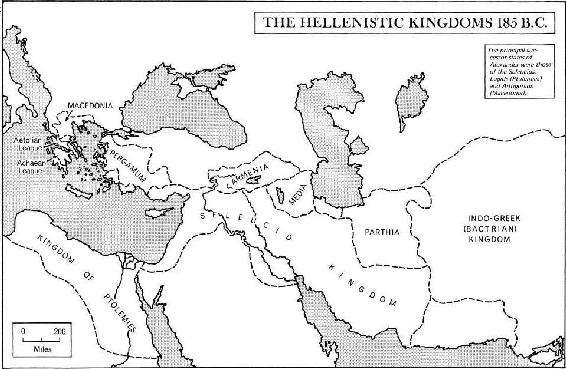 THE HELLENISTIC KINGDOMS 185 B.C.
The principal suc-
cessor states of
Alexander were those
of the Seleucids,
Lagids (Ptolemies)
and Antigonids
(Macedonia).
MACEDONIA
Aetolian
League
Achaean
League
PERGAMUM
ARMENIA
MEDIA
SELEUCID
KINGDOM
PARTHIA
INDO-GREEK
(BACTRIAN)
KINGDOM
KINGDOM OF PTOLEMIES
0 200
Miles